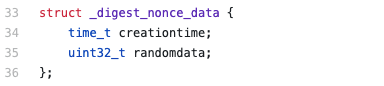 33 struct _digest_nonce_data {
34     time_t creationtime;
35     uint32_t randomdata;
36 };